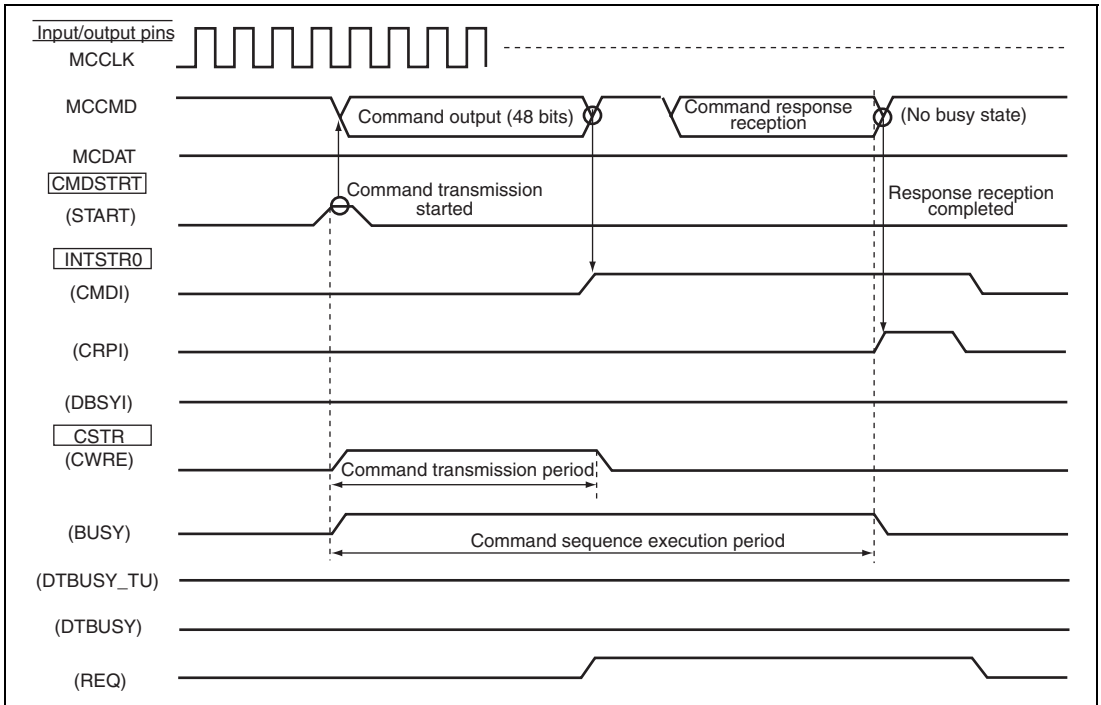 Input/output pins
MCCLK
MCCMD
Command output (48 bits)
Command response
reception
(No busy state)
MCDAT
CMDSTRT
(START)
Command transmission
started
Response reception
completed
INTSTR0
(CMDI)
(CRPI)
(DBSYI)
CSTR
(CWRE)
Command transmission period
(BUSY)
Command sequence execution period
(DTBUSY_TU)
(DTBUSY)
(REQ)